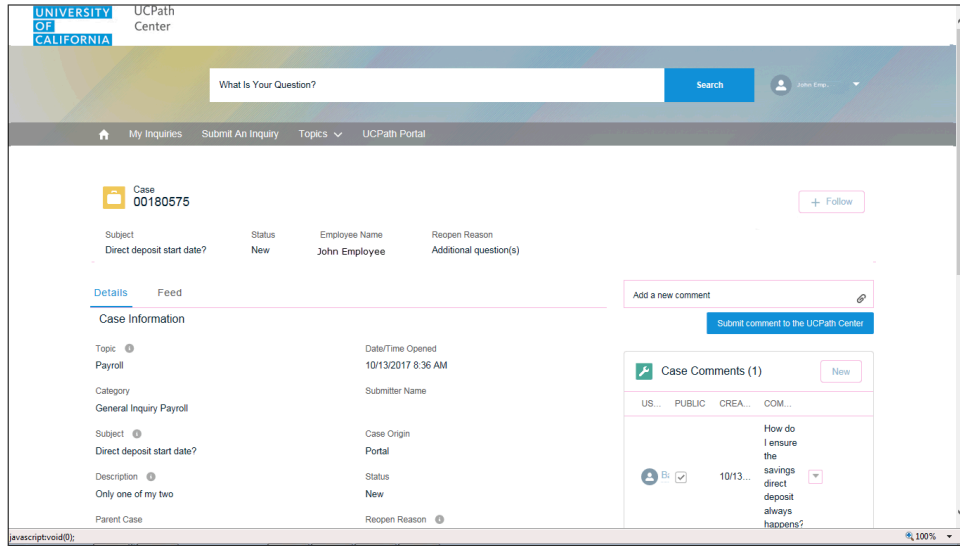 UNIVERSITY
OF
CALIFORNIA
UCPath
Center
What Is Your Question?
Search
John Emp..
My Inquiries Submit An Inquiry Topics UCPath Portal
Case
00180575
+ Follow
Subject Status Employee Name Reopen Reason
Direct deposit start date? New John Employee Additional question(s)
Details Feed
Case Information
Topic Date/Time Opened
Payroll 10/13/2017 8:36 AM
Category Submitter Name
General Inquiry Payroll
Subject Case Origin
Direct deposit start date? Portal
Description Status
Only one of my two New
Parent Case Reopen Reason
Add a new comment
Submit comment to the UCPath Center
Case Comments (1) New
US... PUBLIC CREA... COM...
10/13...
How do
I ensure
the
savings
direct
deposit
always
happens?
javascript:void(0);
100%